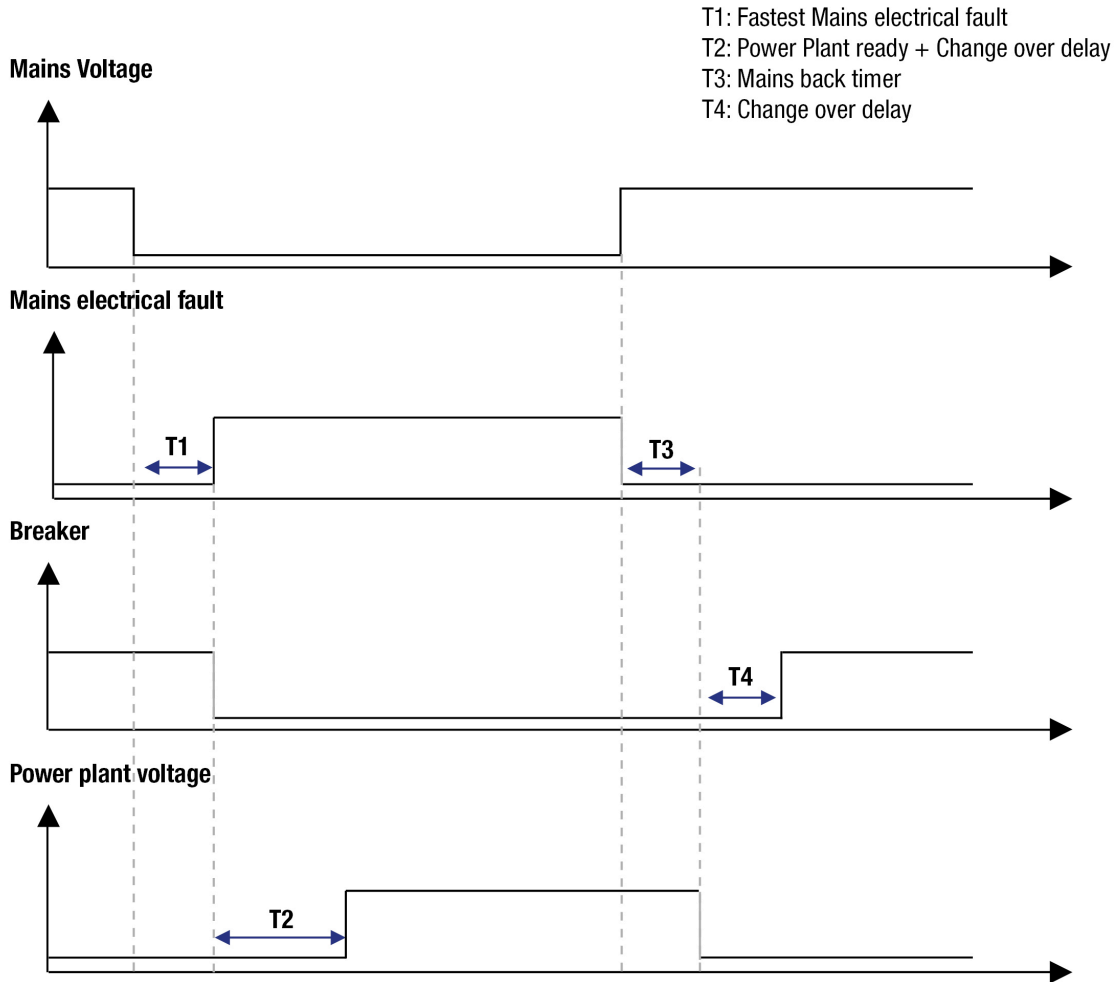 T1: Fastest Mains electrical fault
T2: Power Plant ready + Change over delay
T3: Mains back timer
T4: Change over delay
Mains Voltage
Mains electrical fault
T1
T3
Breaker
T4
Power plant voltage
T2